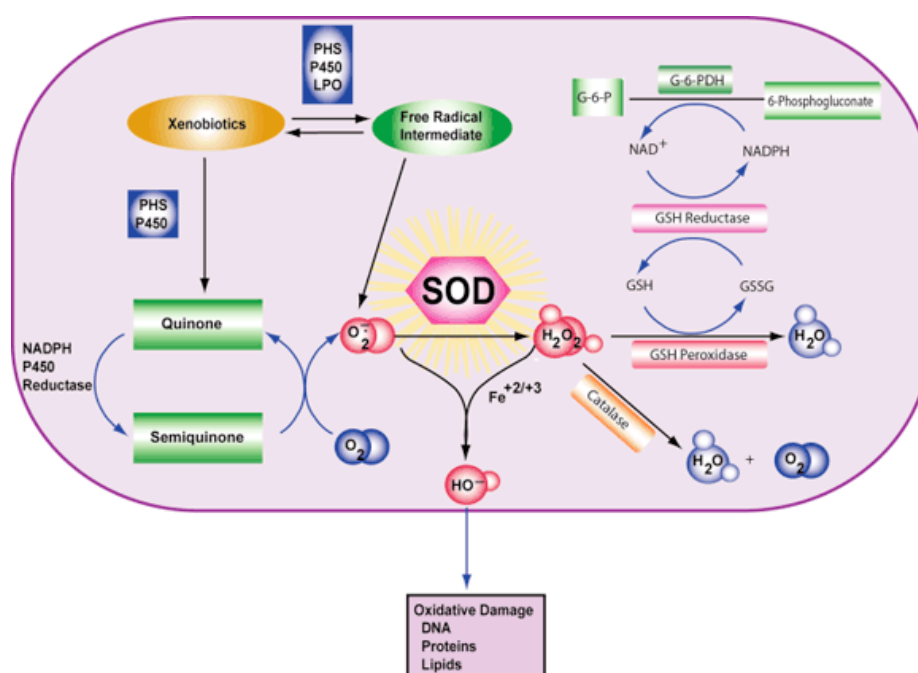 PHS
P450
LPO
G-6-PDH
G-6-P
6-Phosphogluconate
Xenobiotics
Free Radical
Intermediate
NAD+
NADPH
PHS
P450
GSH Reductase
SOD
GSH
GSSG
Quinone
O2·−
H2O2
H2O
GSH Peroxidase
NADPH
P450
Reductase
Fe+2/+3
Catalase
Semiquinone
O2
H2O
+
O2
HO−
Oxidative Damage
DNA
Proteins
Lipids